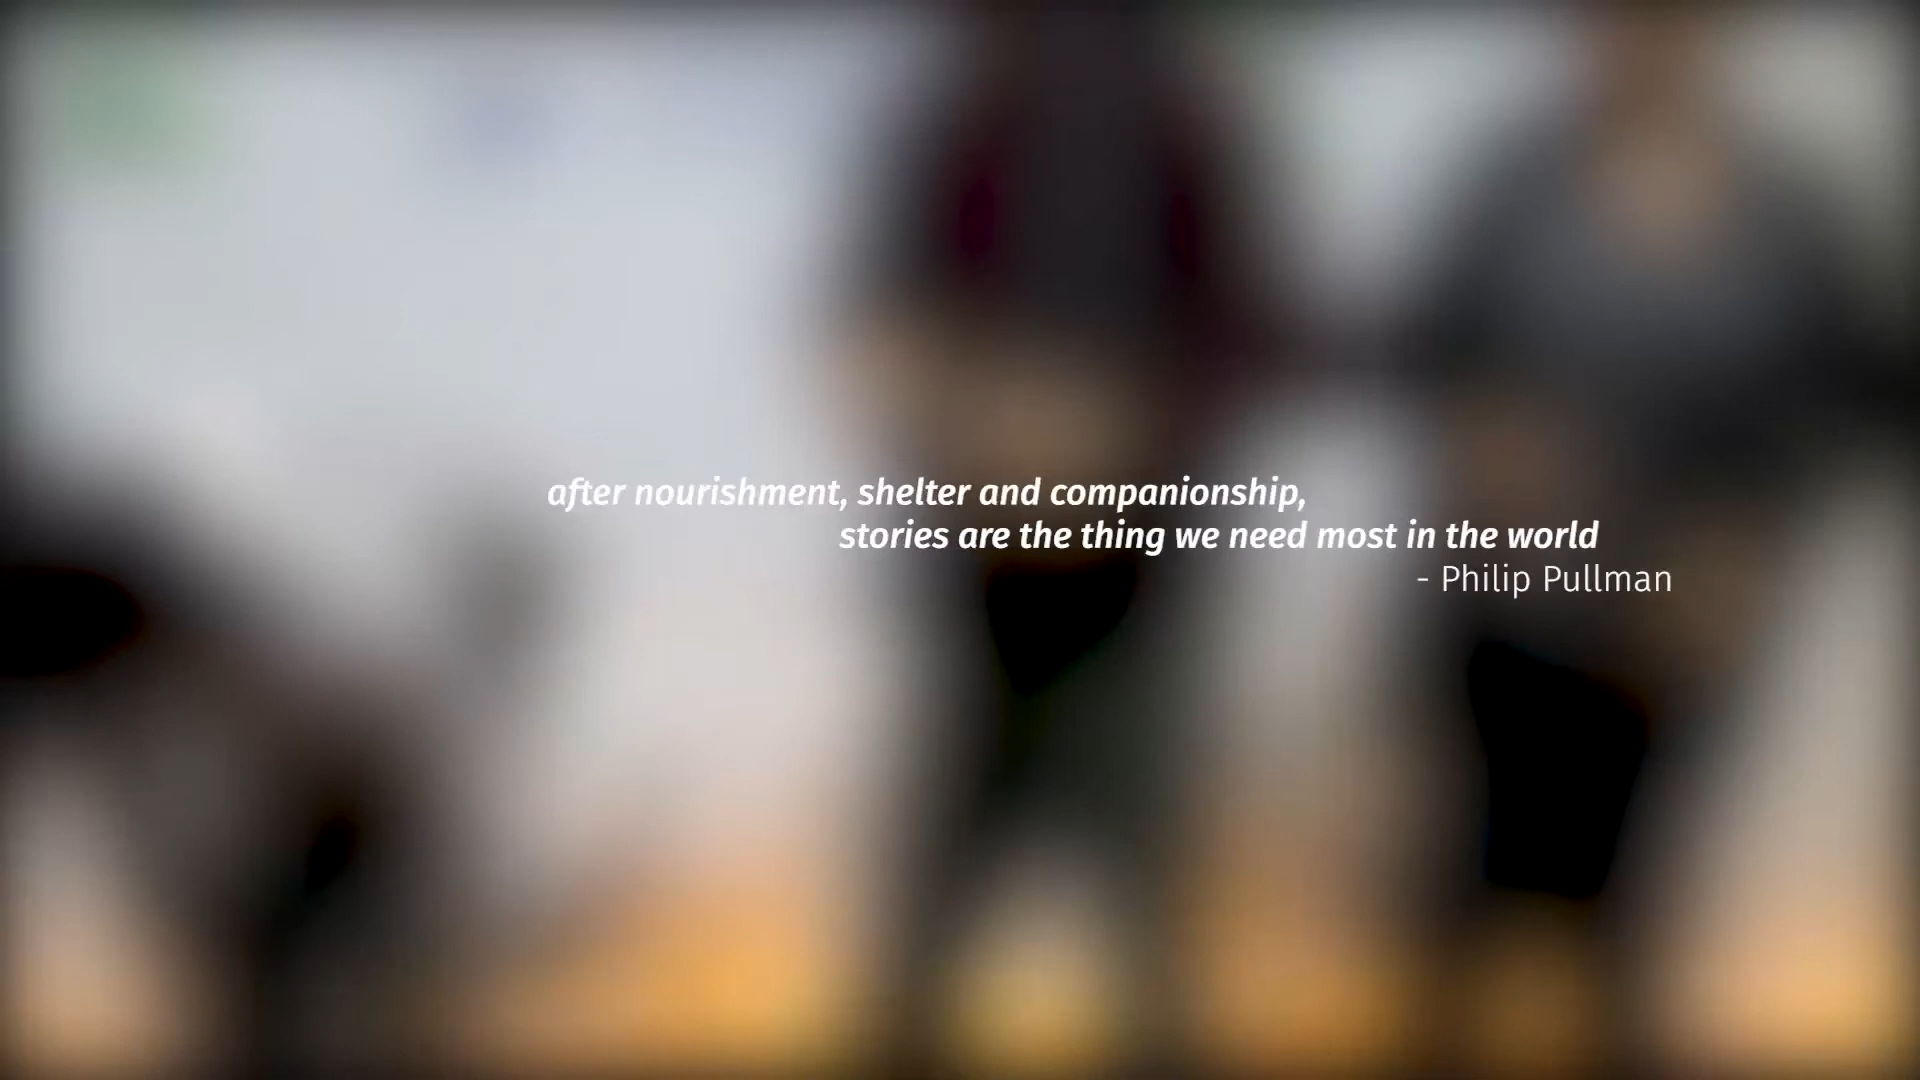 after nourishment, shelter and companionship,
stories are the thing we need most in the world
- Philip Pullman